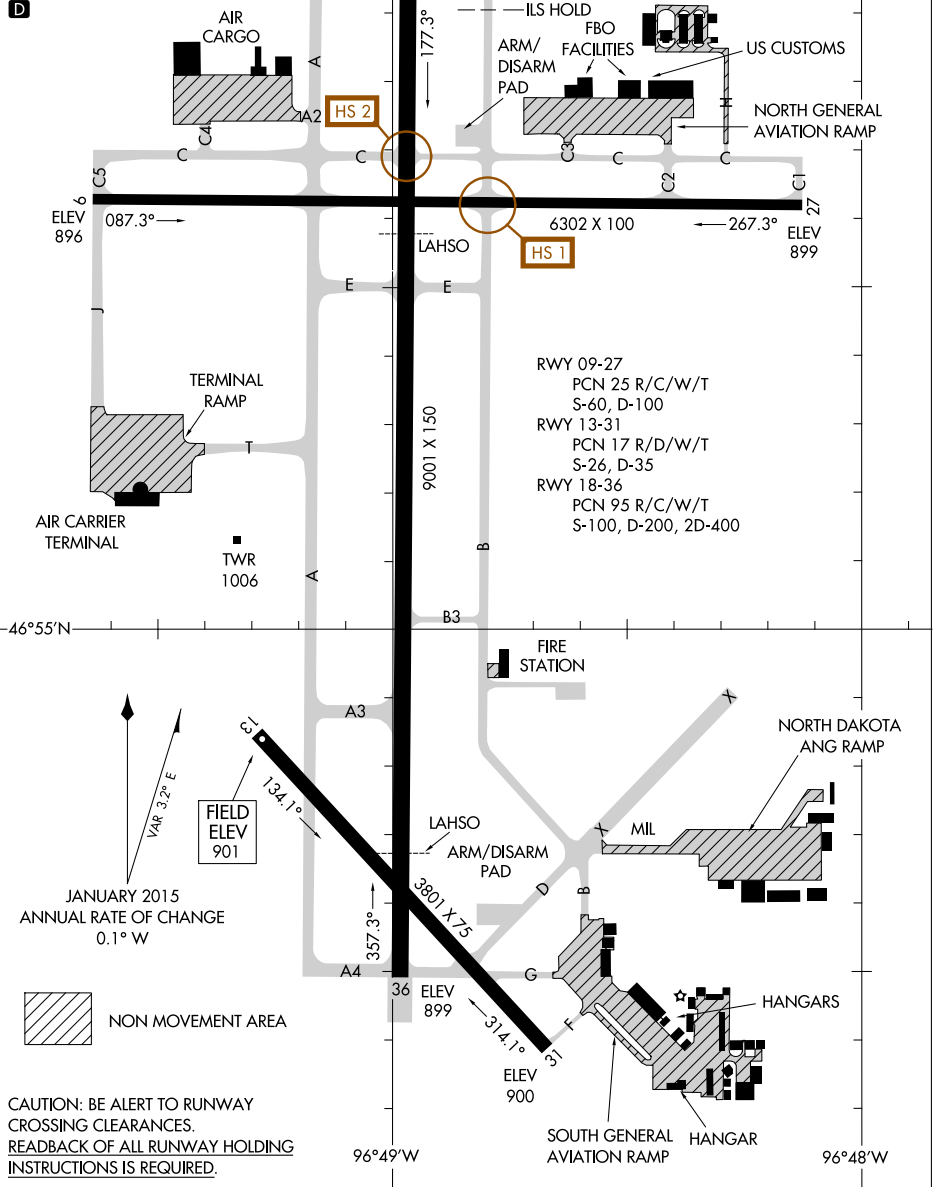 D
AIR
CARGO
A
177.3°
ILS HOLD
ARM/
DISARM
PAD
FBO
FACILITIES
US CUSTOMS
H
NORTH GENERAL
AVIATION RAMP
A2
HS 2
C4
C
C
C3
C
C
C5
C2
C1
9
ELEV
896
087.3°
6302 X 100
267.3°
27
ELEV
899
LAHSO
HS 1
E
E
J
TERMINAL
RAMP
RWY 09-27
PCN 25 R/C/W/T
S-60, D-100
RWY 13-31
PCN 17 R/D/W/T
S-26, D-35
RWY 18-36
PCN 95 R/C/W/T
S-100, D-200, 2D-400
9001 X 150
T
AIR CARRIER
TERMINAL
TWR
1006
A
B
B3
46°55'N
FIRE
STATION
A3
X
NORTH DAKOTA
ANG RAMP
13
134.1°
VAR 3.2° E
FIELD
ELEV
901
LAHSO
ARM/DISARM
PAD
X
MIL
JANUARY 2015
ANNUAL RATE OF CHANGE
0.1° W
357.3°
3801 X 75
D
B
A4
36
ELEV
899
G
NON MOVEMENT AREA
314.1°
F
31
ELEV
900
HANGARS
CAUTION: BE ALERT TO RUNWAY
CROSSING CLEARANCES.
READBACK OF ALL RUNWAY HOLDING
INSTRUCTIONS IS REQUIRED.
SOUTH GENERAL
AVIATION RAMP
HANGAR
96°49'W
96°48'W